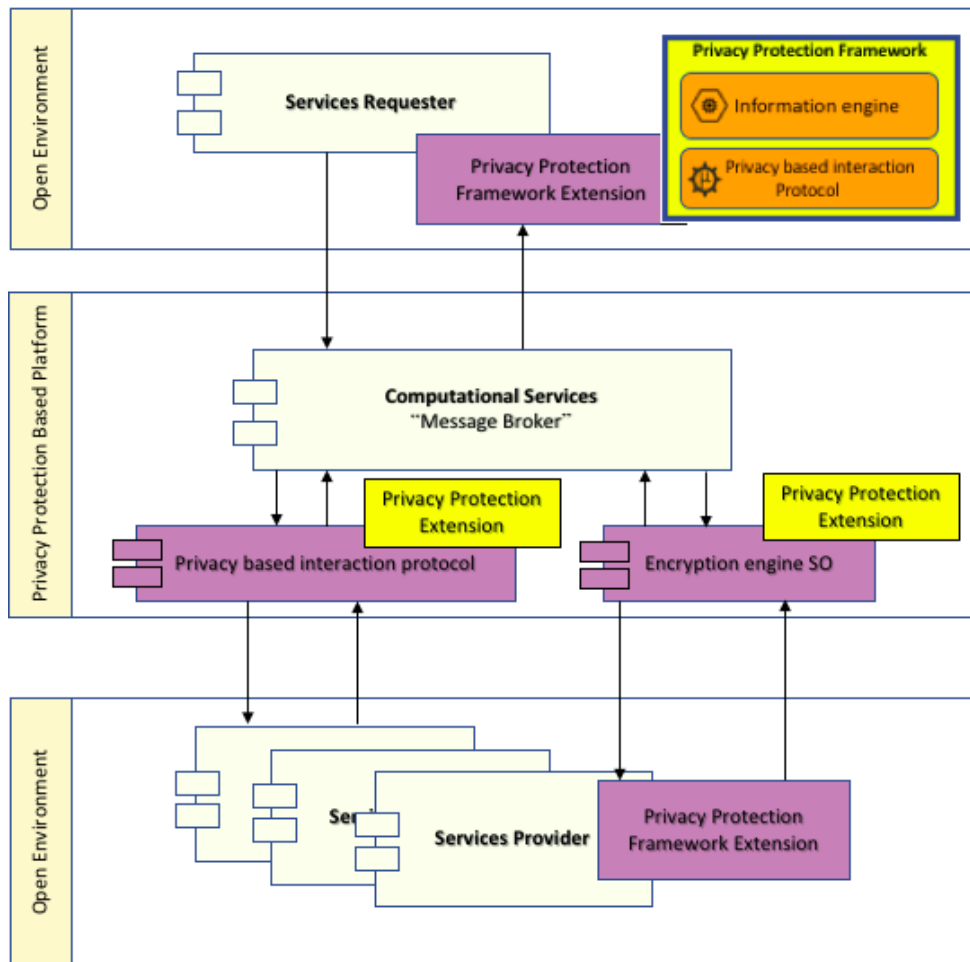 Open Environment
Services Requester
Privacy Protection
Framework Extension
Privacy Protection Framework
Information engine
Privacy based interaction
Protocol
Privacy Protection Based Platform
Computational Services
¨Message Broker¨
Privacy Protection
Extension
Privacy based interaction protocol
Privacy Protection
Extension
Encryption engine SO
Open Environment
Services Provider
Privacy Protection
Framework Extension